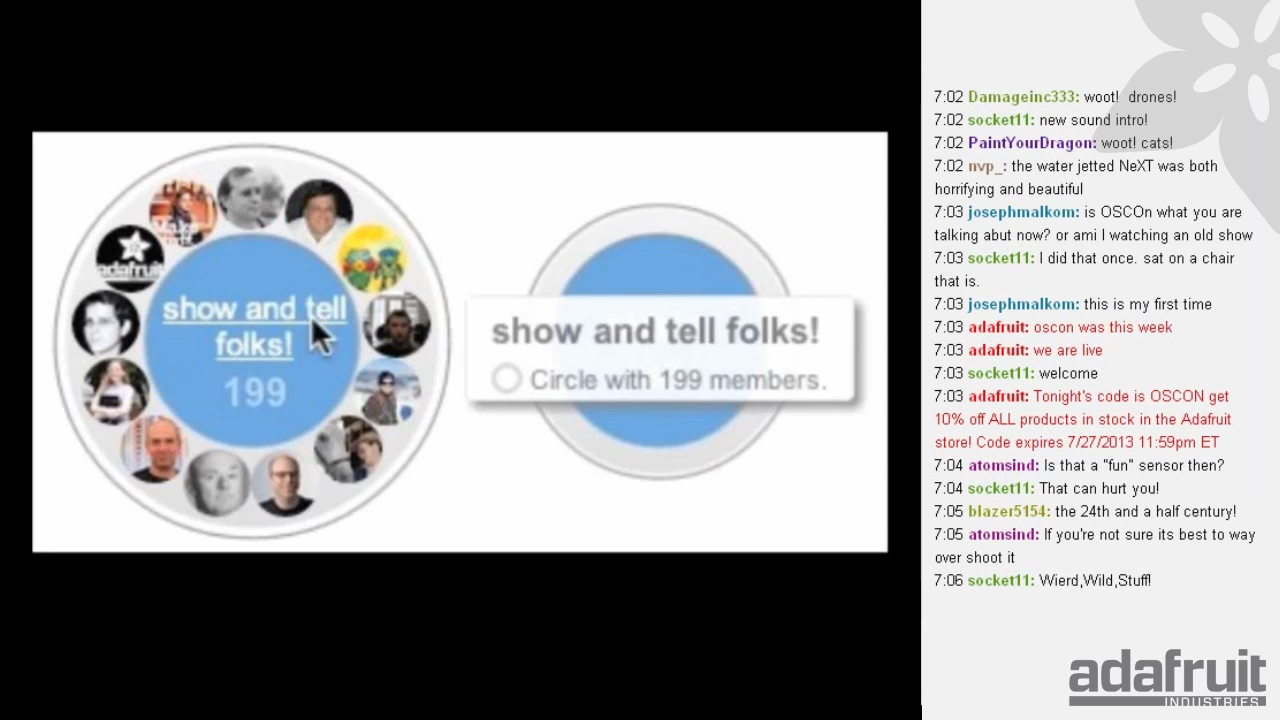 Make
adafruit
show and tell
folks!
199
show and tell folks!
Circle with 199 members.
7:02 Damageinc333: woot! drones!
7:02 socket11: new sound intro!
7:02 PaintYourDragon: woot! cats!
7:02 nvp_: the water jetted NeXT was both
horrifying and beautiful
7:03 josephmalkom: is OSCOn what you are
talking abut now? or ami I watching an old show
7:03 socket11: I did that once. sat on a chair
that is.
7:03 josephmalkom: this is my first time
7:03 adafruit: oscon was this week
7:03 adafruit: we are live
7:03 socket11: welcome
7:03 adafruit: Tonight's code is OSCON get
10% off ALL products in stock in the Adafruit
store! Code expires 7/27/2013 11:59pm ET
7:04 atomsind: Is that a "fun" sensor then?
7:04 socket11: That can hurt you!
7:05 blazer5154: the 24th and a half century!
7:05 atomsind: If you're not sure its best to way
over shoot it
7:06 socket11: Wierd,Wild,Stuff!
adafruit
INDUSTRIES